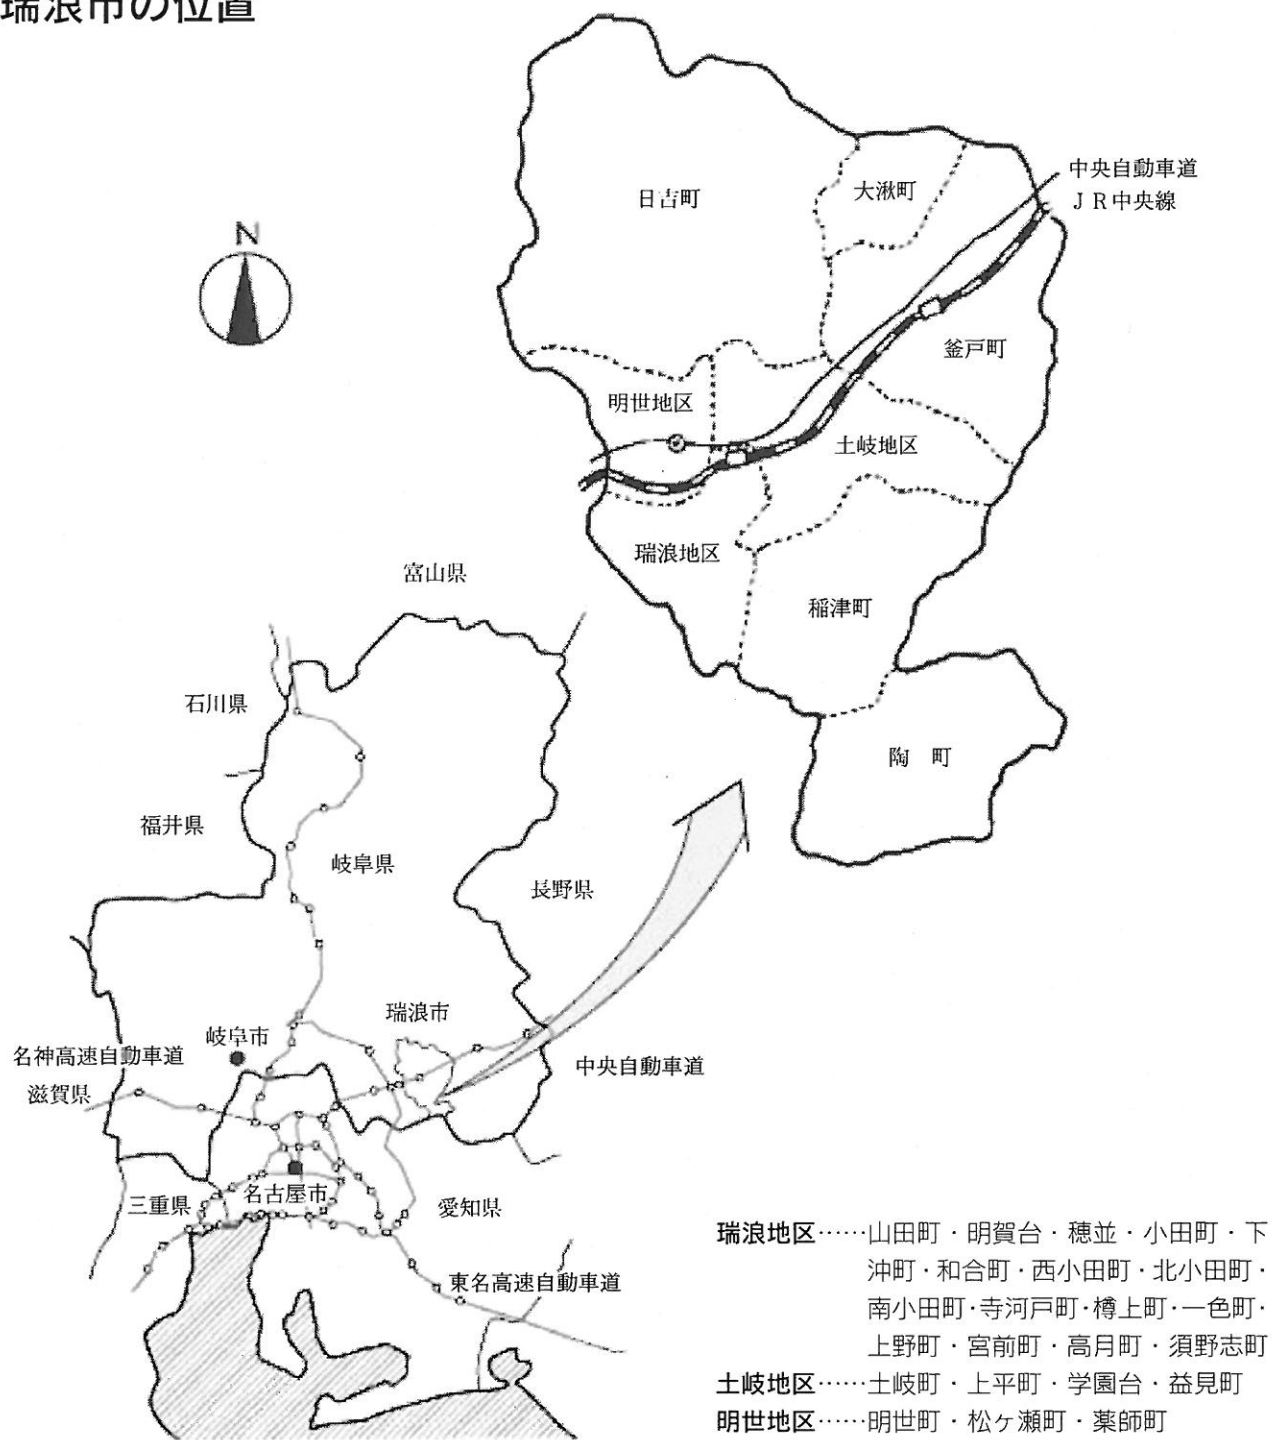 瑞浪市の位置
N
中央自動車道
JR中央線
日吉町
大湫町
釜戸町
明世地区
土岐地区
瑞浪地区
稲津町
陶 町
富山県
石川県
福井県
岐阜県
長野県
瑞浪市
岐阜市
名神高速自動車道
滋賀県
中央自動車道
三重県
名古屋市
愛知県
東名高速自動車道
瑞浪地区……山田町・明賀台・穂並・小田町・下
沖町・和合町・西小田町・北小田町・
南小田町・寺河戸町・樽上町・一色町・
上野町・宮前町・高月町・須野志町
土岐地区……土岐町・上平町・学園台・益見町
明世地区……明世町・松ヶ瀬町・薬師町